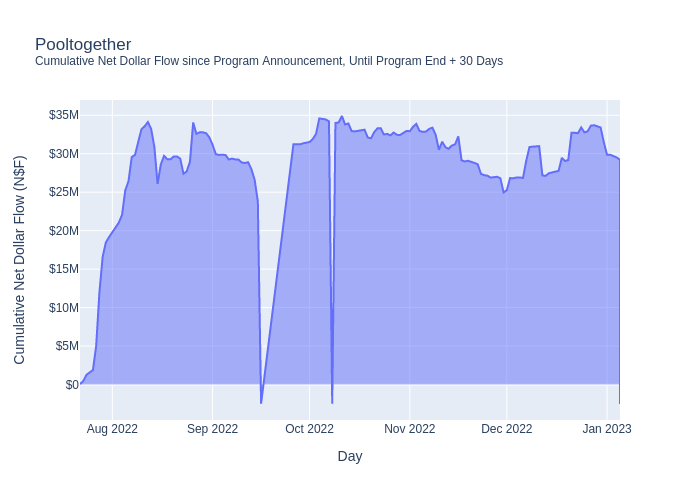 Pooltogether
Cumulative Net Dollar Flow since Program Announcement, Until Program End + 30 Days
Cumulative Net Dollar Flow (N$F)
$35M
$30M
$25M
$20M
$15M
$10M
$5M
$0
Aug 2022 Sep 2022 Oct 2022 Nov 2022 Dec 2022 Jan 2023
Day